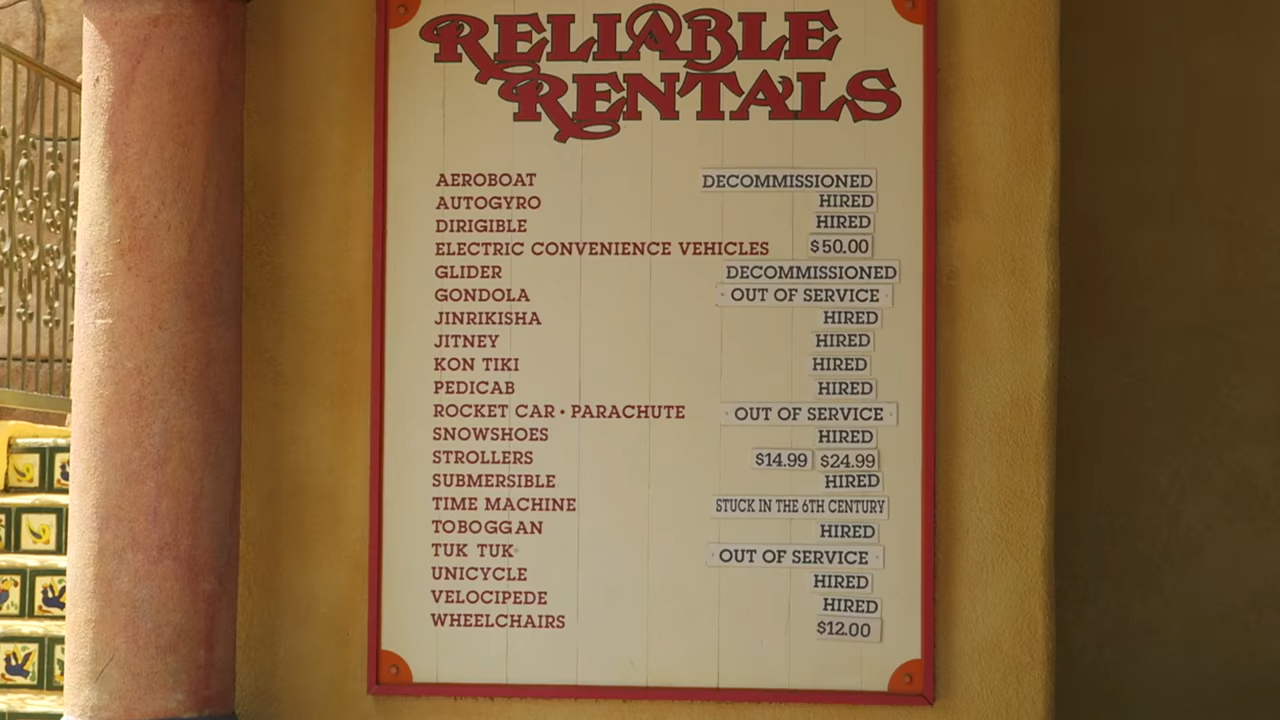 RELIABLE
RENTALS
AEROBOAT DECOMMISSIONED
AUTOGYRO HIRED
DIRIGIBLE HIRED
ELECTRIC CONVENIENCE VEHICLES $50.00
GLIDER DECOMMISSIONED
GONDOLA OUT OF SERVICE
JINRIKISHA HIRED
JITNEY HIRED
KON TIKI HIRED
PEDICAB HIRED
ROCKET CAR • PARACHUTE OUT OF SERVICE
SNOWSHOES HIRED
STROLLERS $14.99 $24.99
SUBMERSIBLE HIRED
TIME MACHINE STUCK IN THE 6TH CENTURY
TOBOGGAN HIRED
TUK TUK OUT OF SERVICE
UNICYCLE HIRED
VELOCIPEDE HIRED
WHEELCHAIRS $12.00